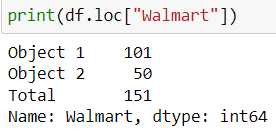 print(df.loc["Walmart"])
Object 1    101
Object 2     50
Total       151
Name: Walmart, dtype: int64